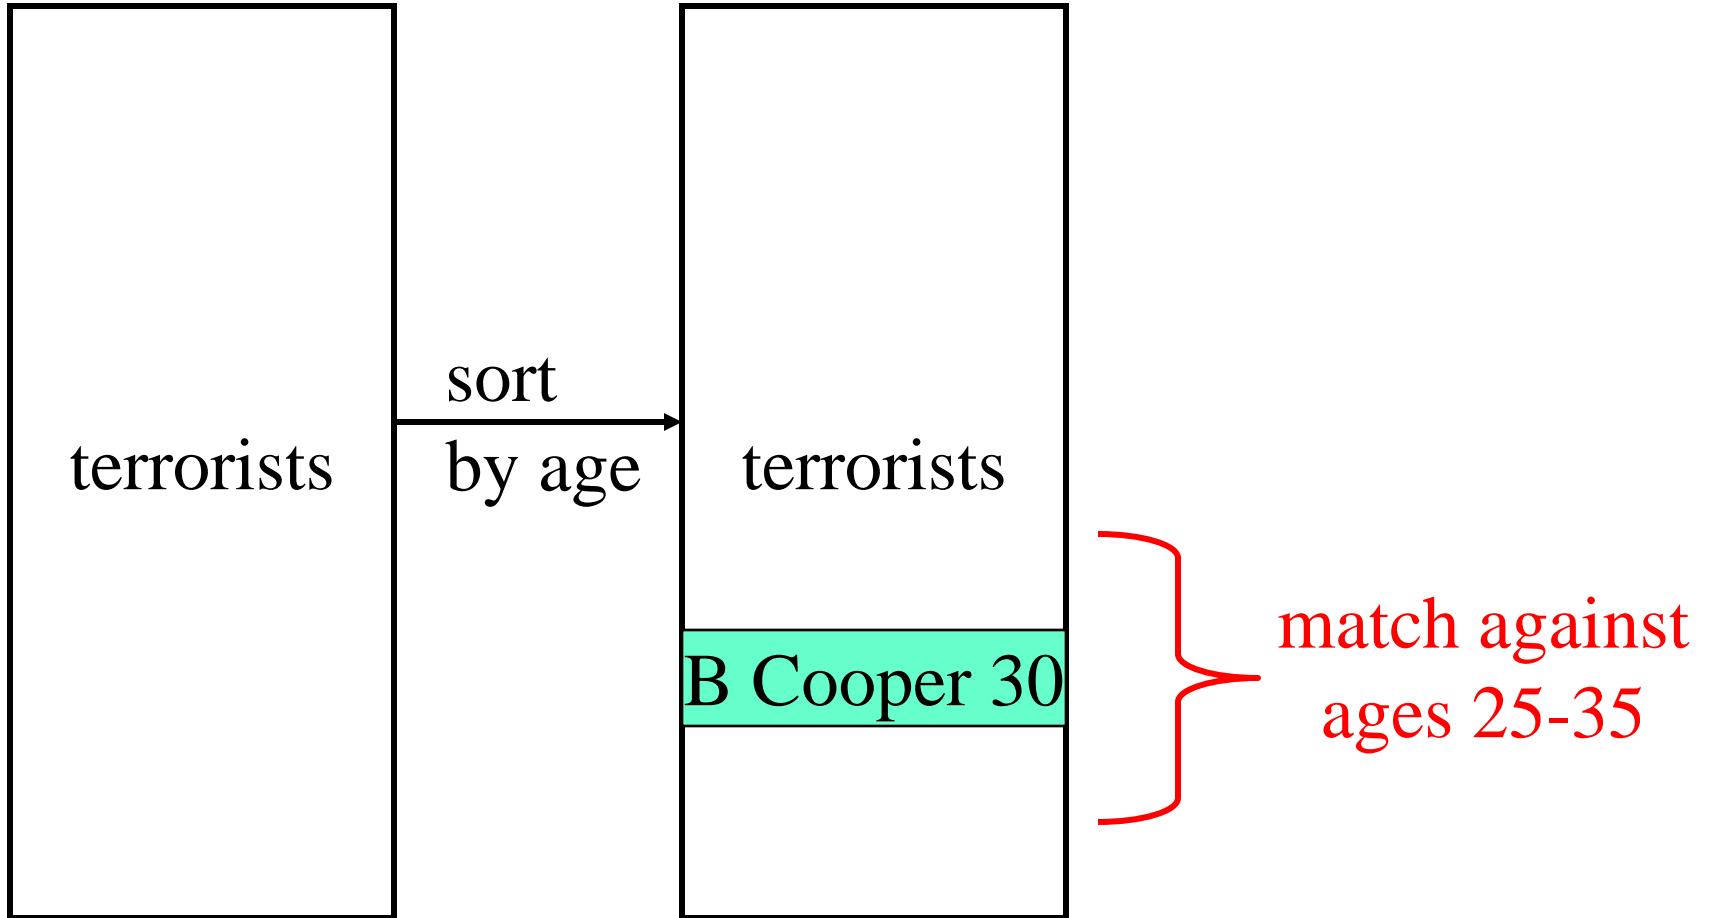 terrorists
sort
by age
terrorists
B Cooper 30
match against
ages 25-35